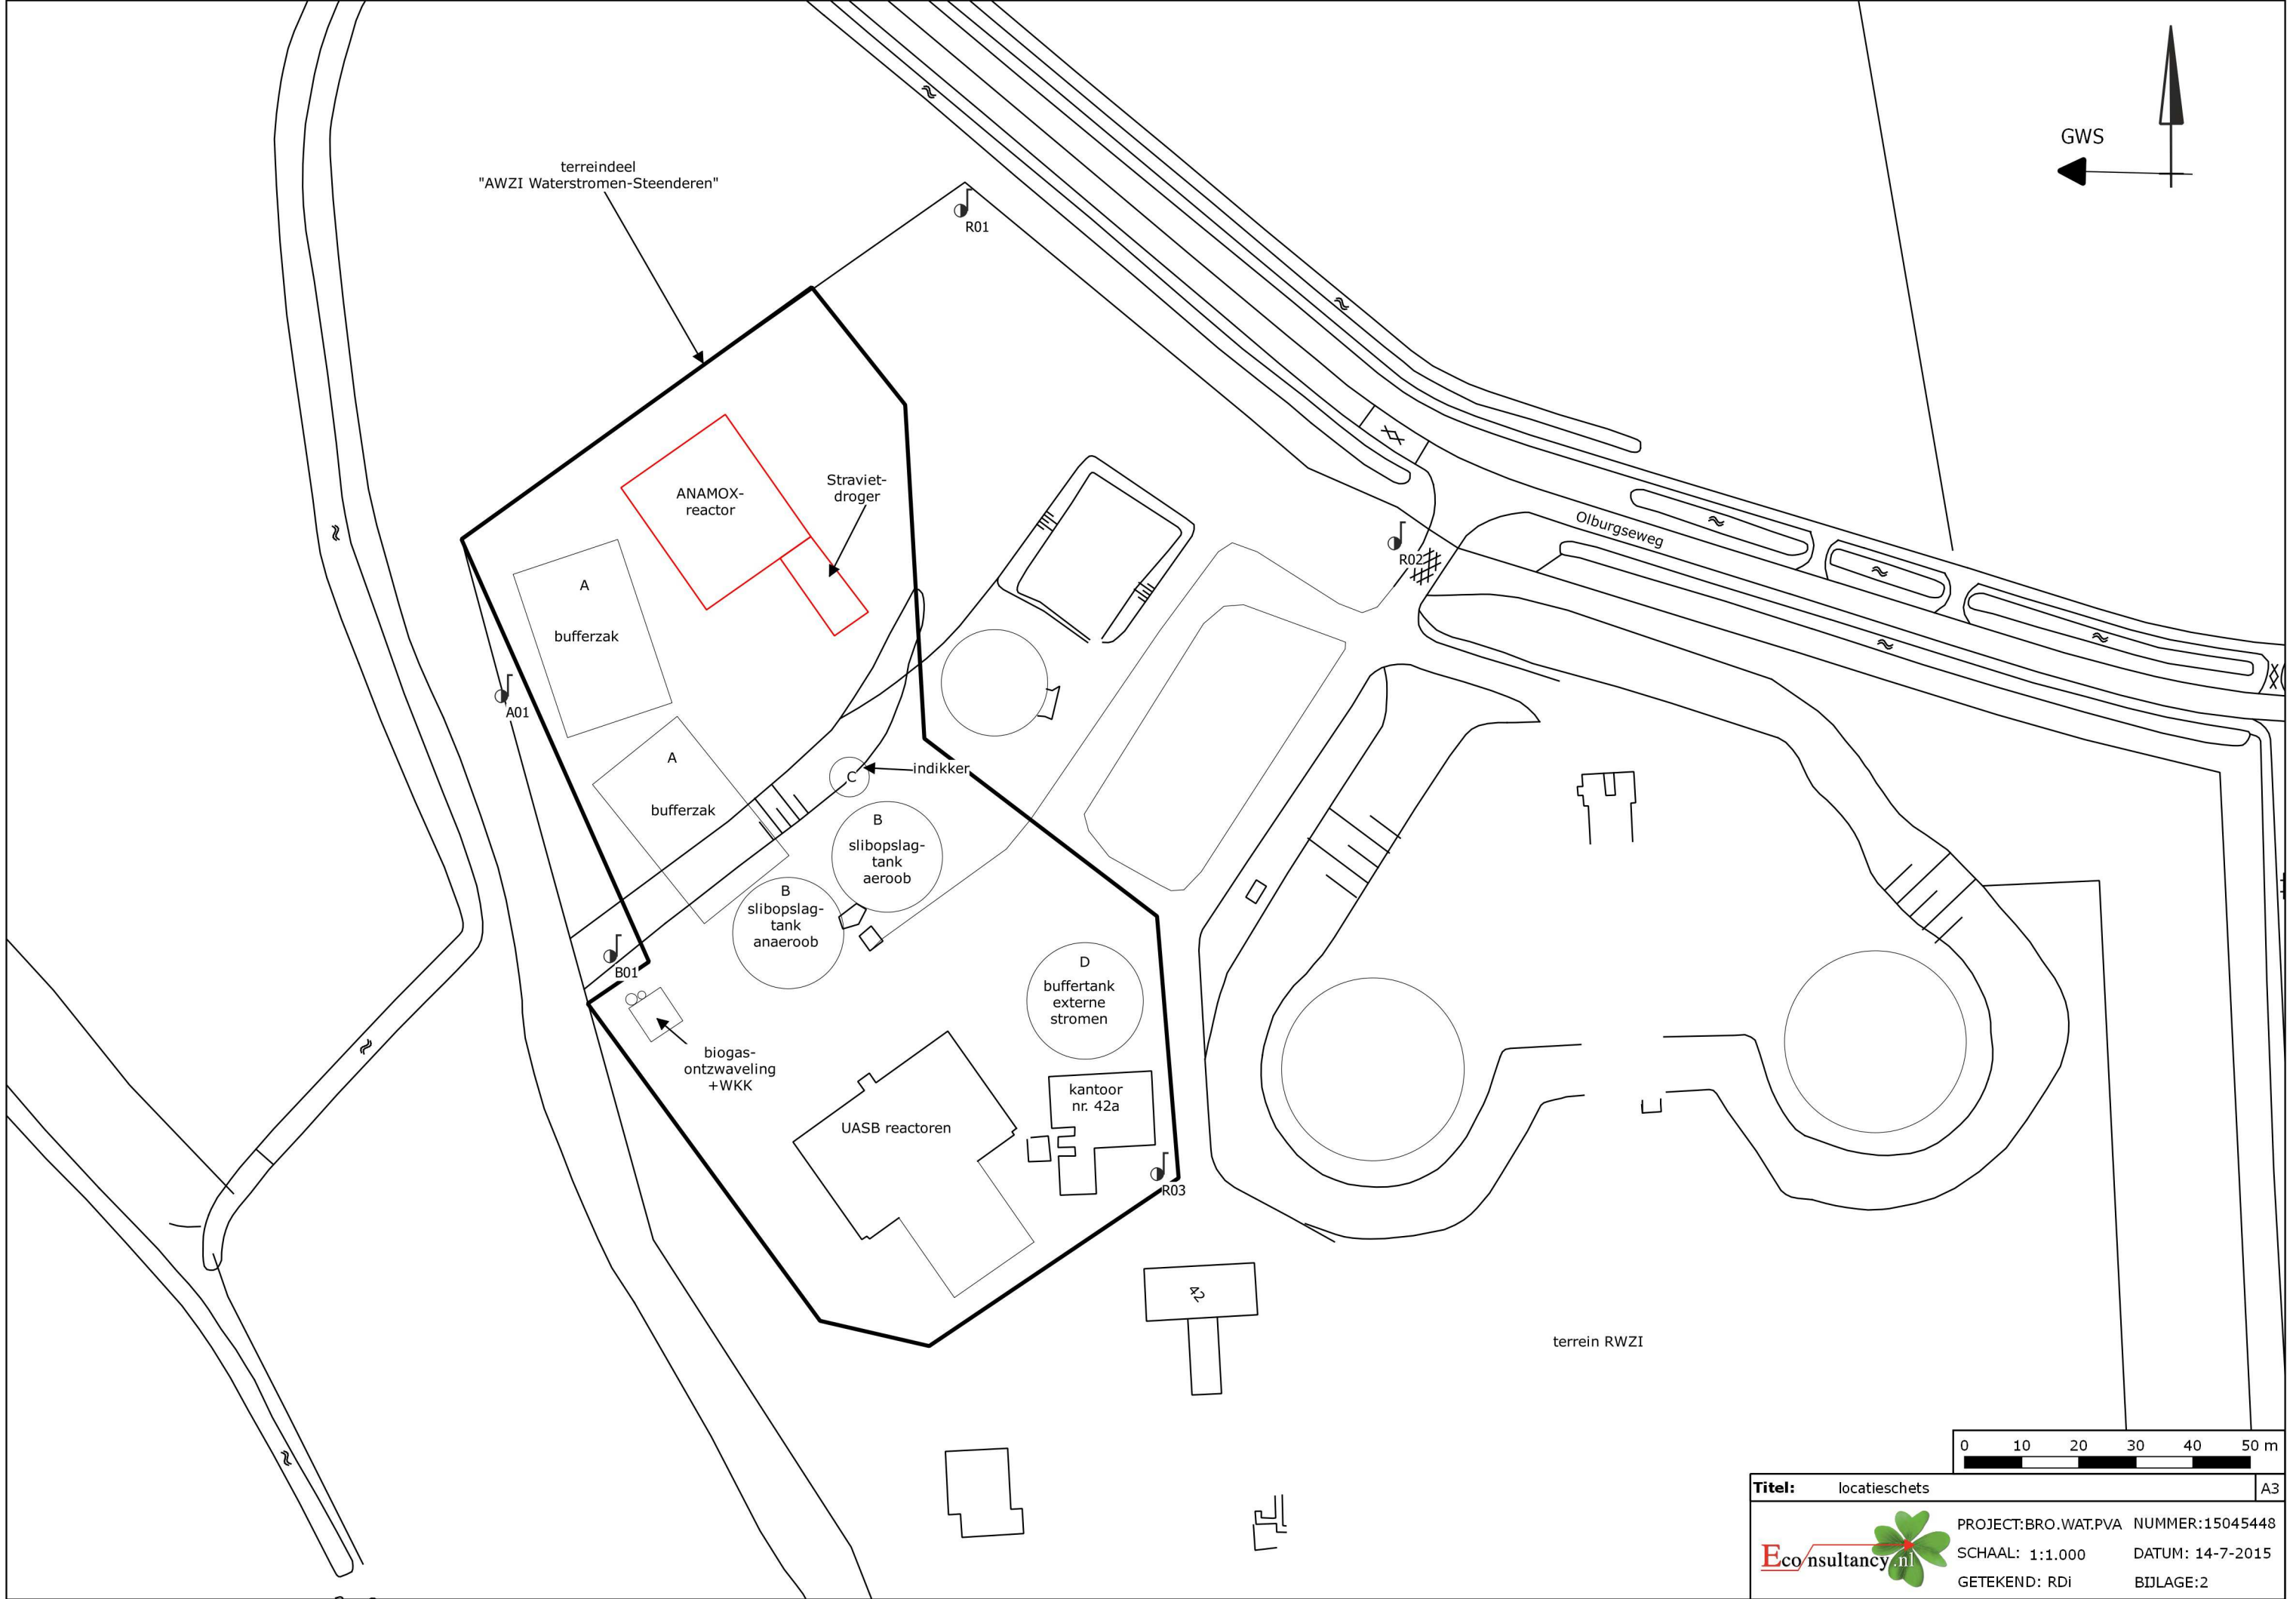 GWS
terreindeel
"AWZI Waterstromen-Steenderen"
R01
ANAMOX-
reactor
Straviet-
droger
Olburgseweg
R02
A
bufferzak
A01
A
bufferzak
indikker
C
B
slibopslag-
tank
aeroob
B
slibopslag-
tank
anaeroob
B01
D
buffertank
externe
stromen
biogas-
ontzwaveling
+WKK
kantoor
nr. 42a
UASB reactoren
R03
42
terrein RWZI
0 10 20 30 40 50 m
Titel: locatieschets A3
Econsultancy.nl
PROJECT:BRO.WAT.PVA NUMMER:15045448
SCHAAL: 1:1.000 DATUM: 14-7-2015
GETEKEND: RDi BIJLAGE:2